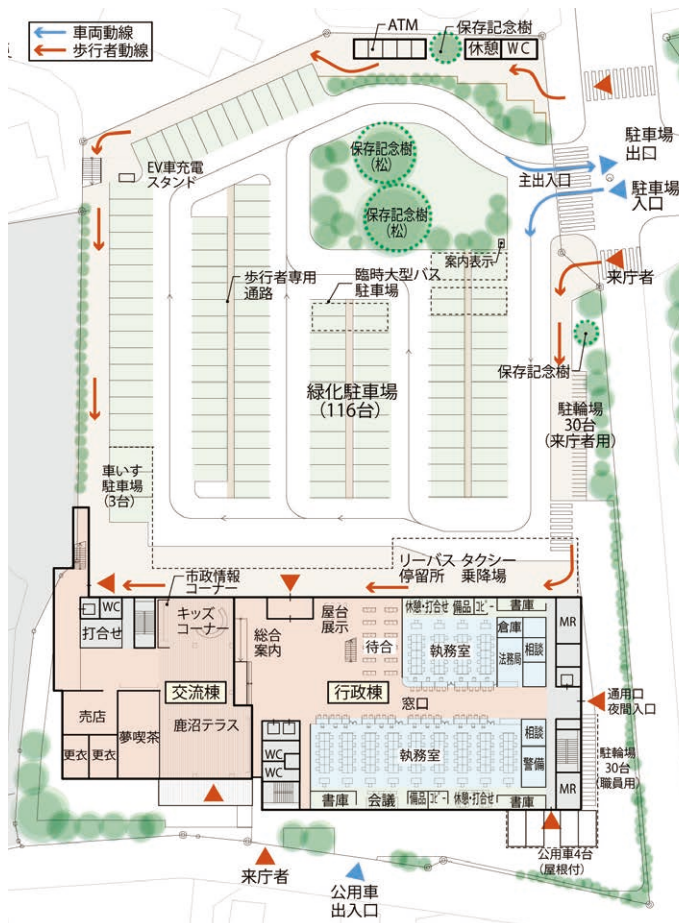 車両動線
歩行者動線
ATM
保存記念樹
休憩
WC
駐車場
出口
主出入口
駐車場
入口
保存記念樹
(松)
保存記念樹
(松)
EV車充電
スタンド
案内表示
来庁者
歩行者専用
通路
臨時大型バス
駐車場
保存記念樹
緑化駐車場
(116台)
駐輪場
30台
(来庁者用)
車いす
駐車場
(3台)
リーバス
停留所
タクシー
乗降場
市政情報
コーナー
WC
打合せ
キッズ
コーナー
総合
案内
屋台
展示
待合
休憩・打合せ
備品
コピー
書庫
執務室
倉庫
法務局
相談
MR
交流棟
行政棟
窓口
通用口
夜間入口
売店
夢喫茶
鹿沼テラス
更衣
更衣
WC
WC
執務室
相談
警備
駐輪場
30台
(職員用)
MR
書庫
会議
備品
コピー
休憩・打合せ
書庫
公用車4台
(屋根付)
来庁者
公用車
出入口